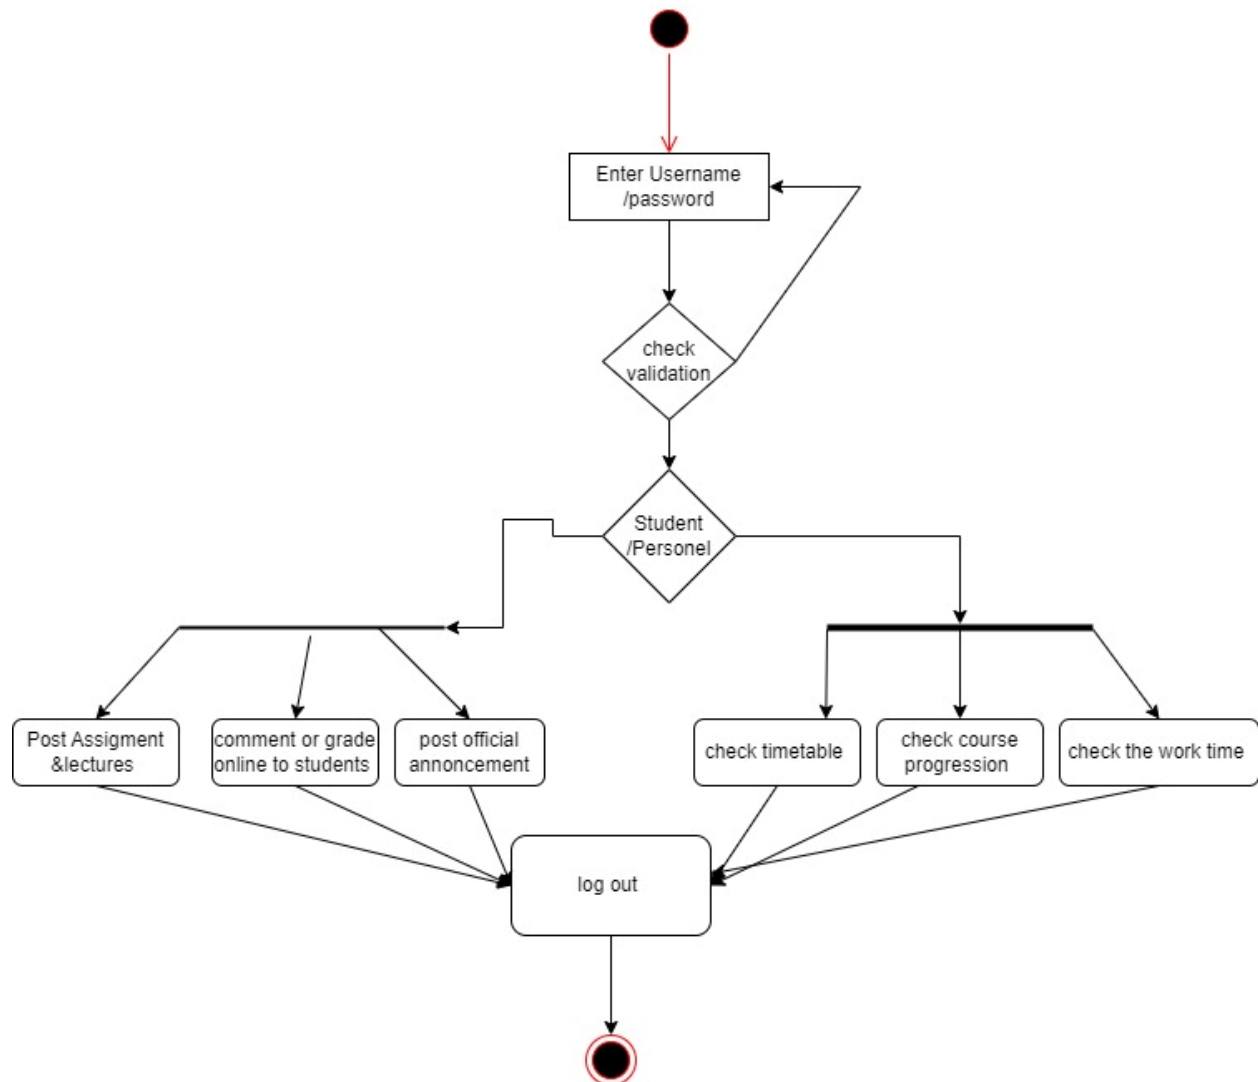 Enter Username
/password
check
validation
Student
/Personel
Post Assigment
&lectures
comment or grade
online to students
post official
annoncement
check timetable
check course
progression
check the work time
log out